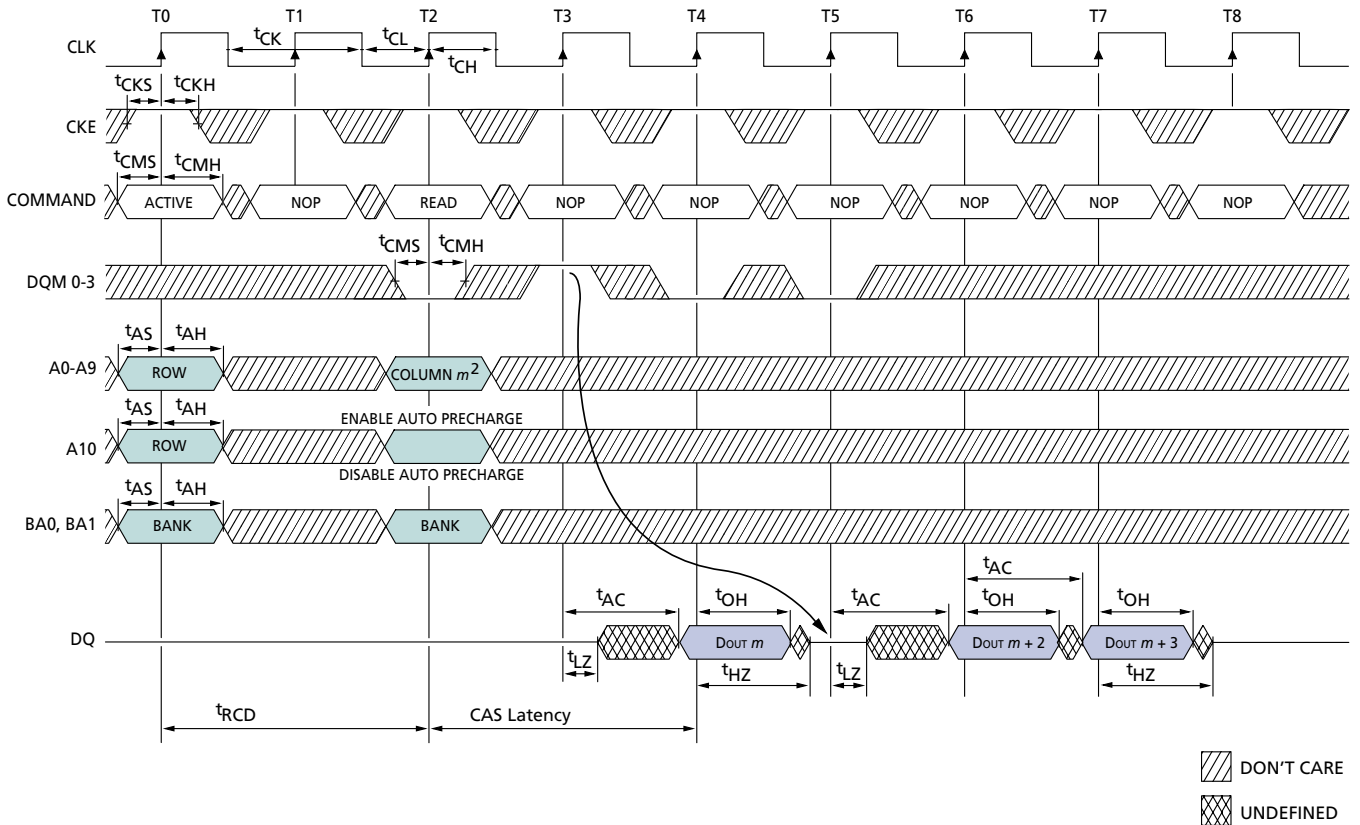 T0 T1 T2 T3 T4 T5 T6 T7 T8
CLK
tCK tCL
tCH
tCKS tCKH
CKE
tCMS tCMH
COMMAND ACTIVE NOP READ NOP NOP NOP NOP NOP NOP
tCMS tCMH
DQM 0-3
tAS tAH
A0-A9 ROW COLUMN m2
tAS tAH ENABLE AUTO PRECHARGE
A10 ROW
DISABLE AUTO PRECHARGE
tAS tAH
BA0, BA1 BANK BANK
tAC
tAC tOH tAC tOH tOH
DQ DOUT m DOUT m + 2 DOUT m + 3
tLZ tHZ tLZ tHZ
tRCD CAS Latency
DON'T CARE
UNDEFINED